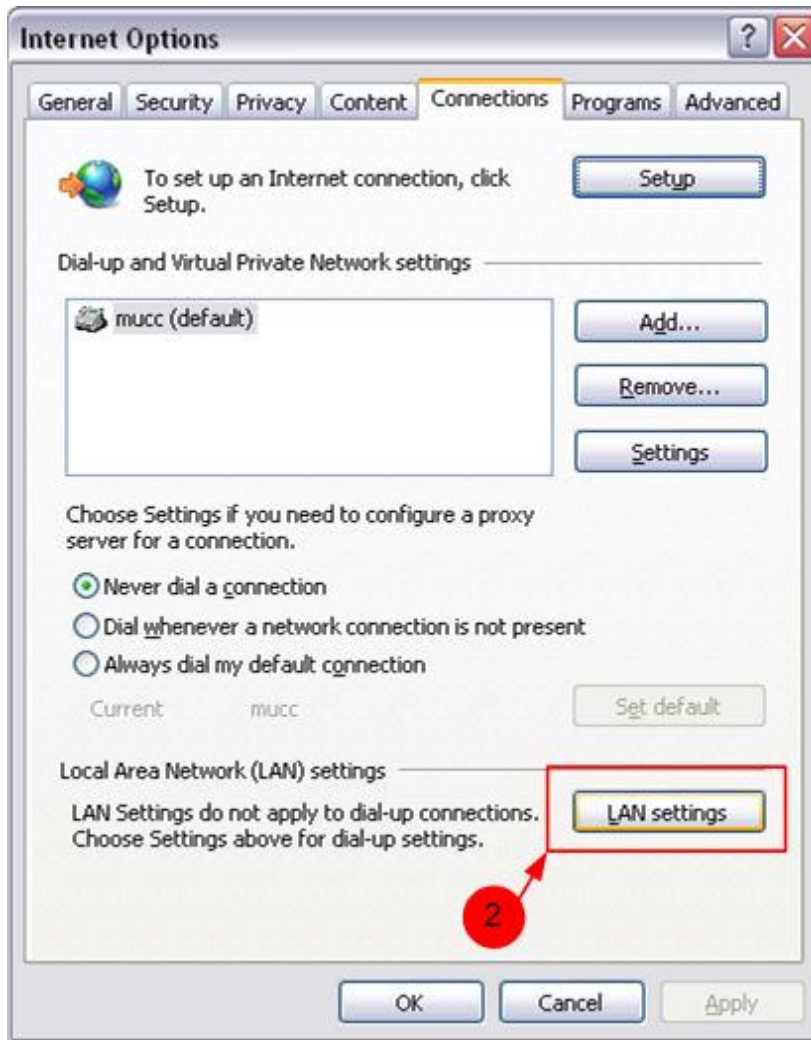 Internet Options
General Security Privacy Content Connections Programs Advanced
To set up an Internet connection, click
Setup.
Setup
Dial-up and Virtual Private Network settings
mucc (default)
Add...
Remove...
Settings
Choose Settings if you need to configure a proxy
server for a connection.
Never dial a connection
Dial whenever a network connection is not present
Always dial my default connection
Current mucc Set default
Local Area Network (LAN) settings
LAN Settings do not apply to dial-up connections.
Choose Settings above for dial-up settings.
LAN settings
2
OK Cancel Apply